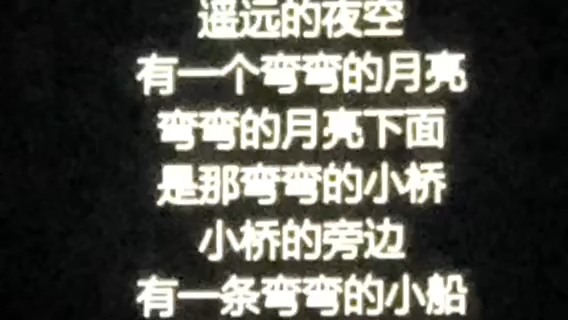 遥远的夜空
有一个弯弯的月亮
弯弯的月亮下面
是那弯弯的小桥
小桥的旁边
有一条弯弯的小船